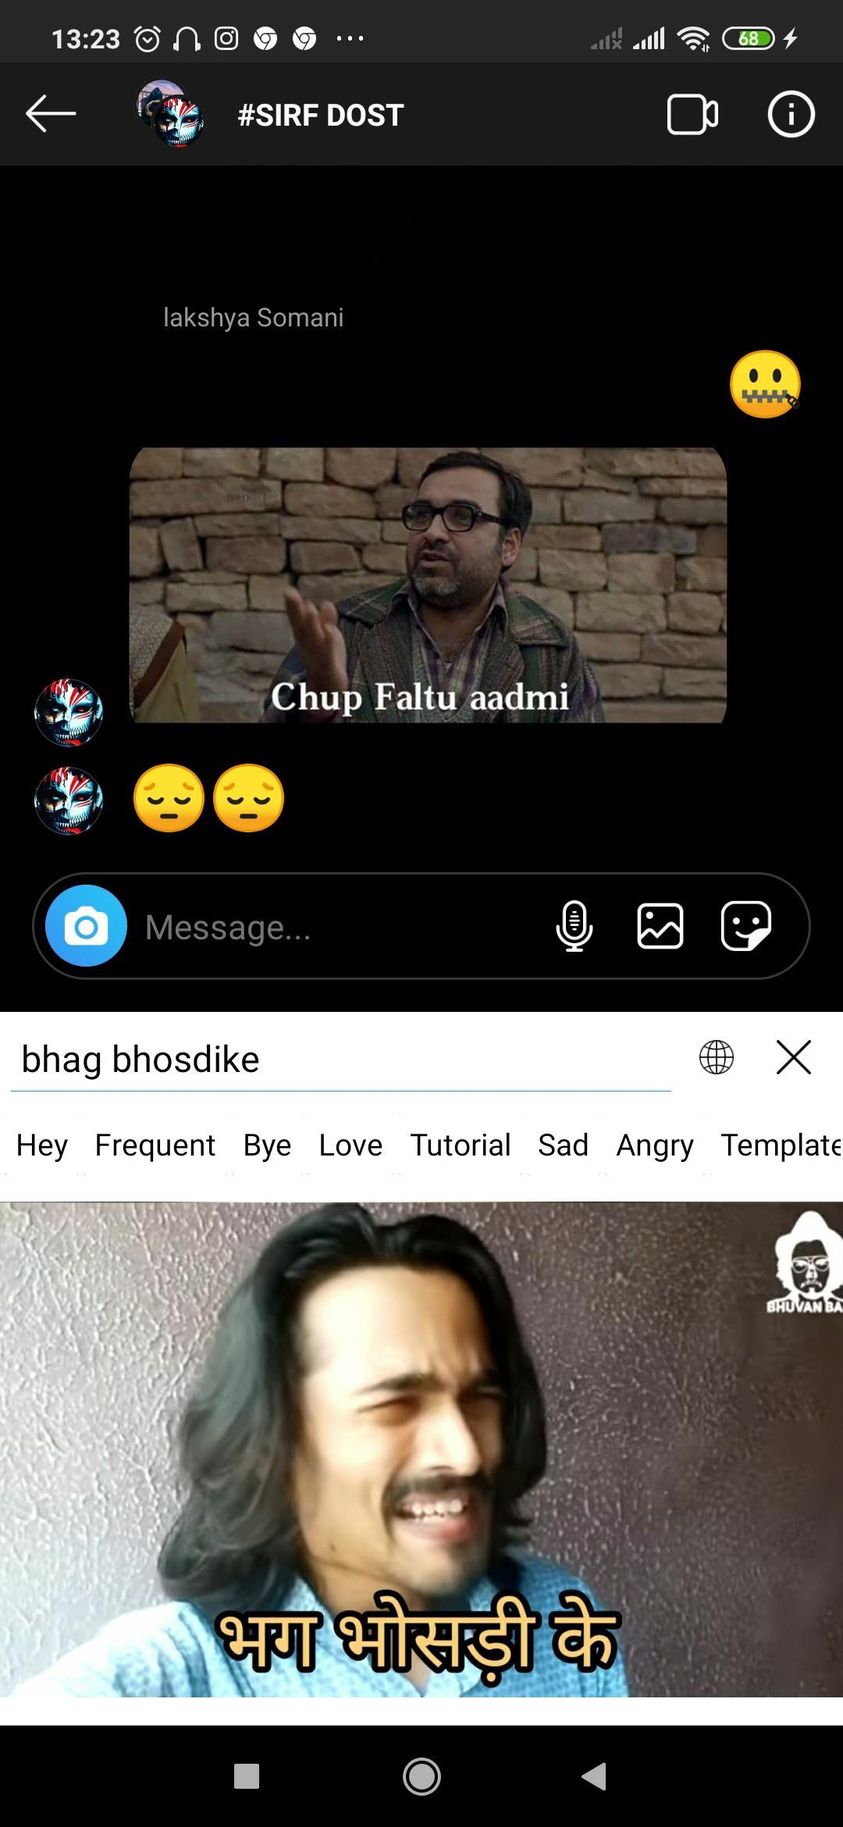 13:23
68
#SIRF DOST
lakshya Somani
Chup Faltu aadmi
Message...
bhag bhosdike
Hey Frequent Bye Love Tutorial Sad Angry Template
BHUVAN BA
भग भोसड़ी के